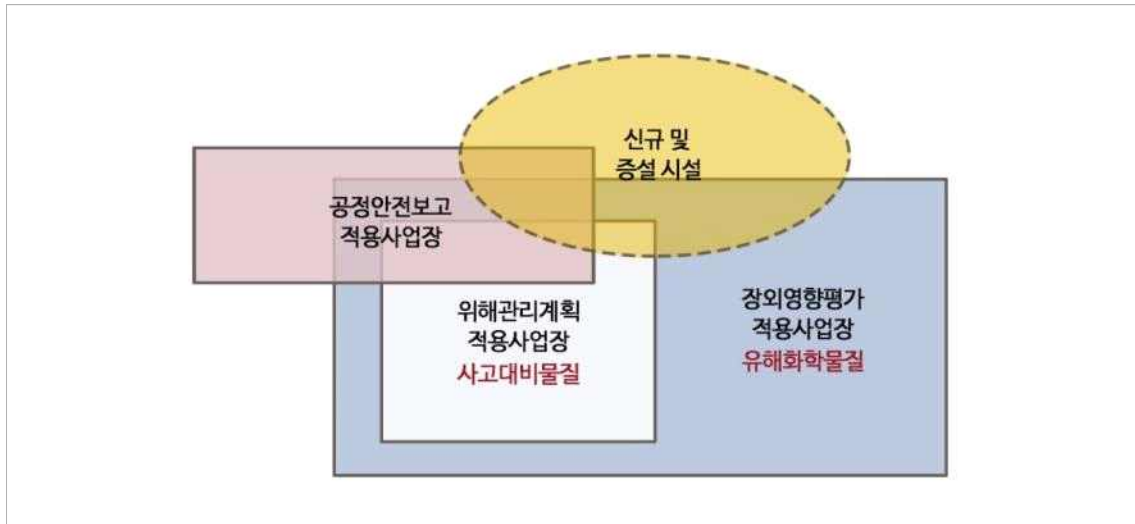 신규 및
증설 시설
공정안전보고
적용사업장
위해관리계획
적용사업장
사고대비물질
장외영향평가
적용사업장
유해화학물질